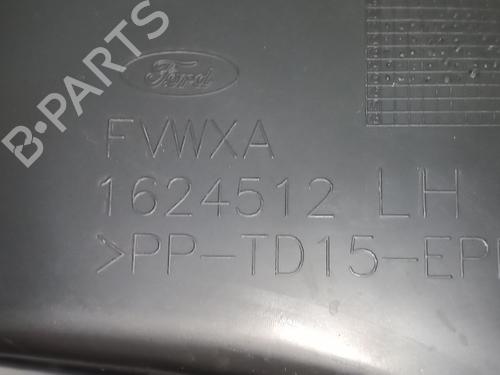 B-PARTS
Ford
FVWXA
1624512 LH
>PP-TD15-EP